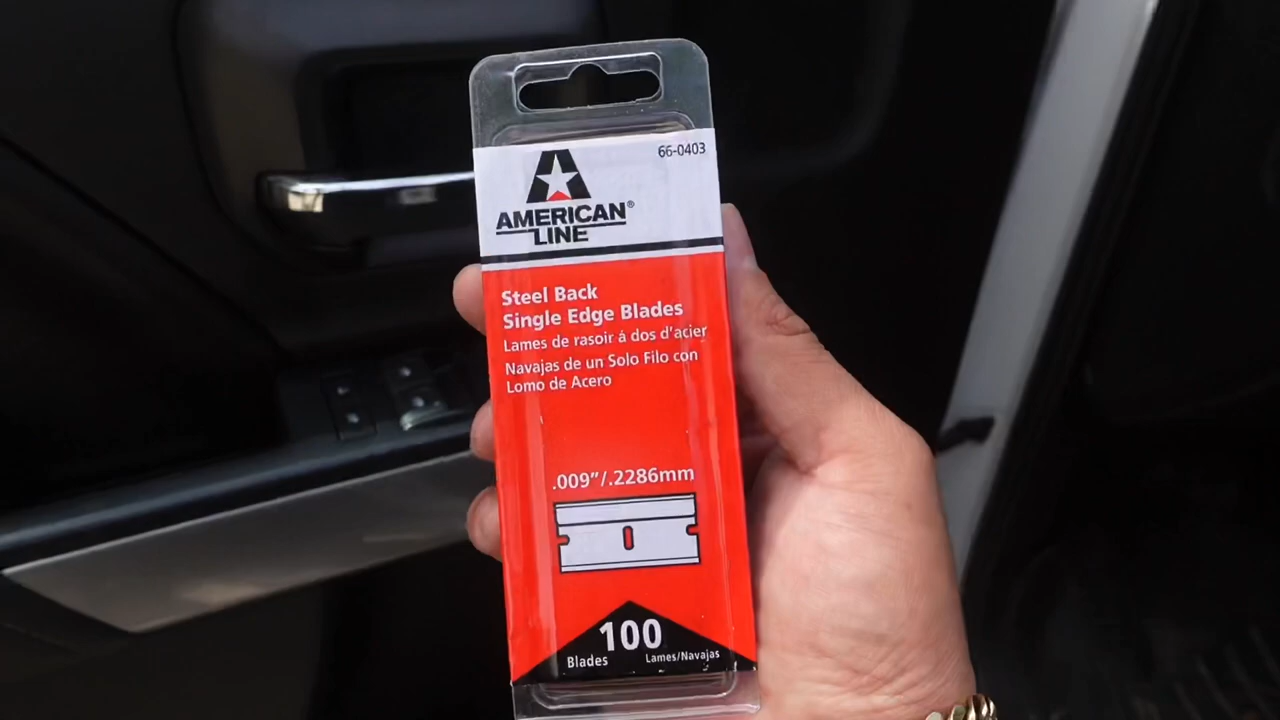 66-0403
AMERICAN®
LINE
Steel Back
Single Edge Blades
Lames de rasoir à dos d'acier
Navajas de un Solo Filo con
Lomo de Acero
.009”/.2286mm
100
Blades Lames/Navajas